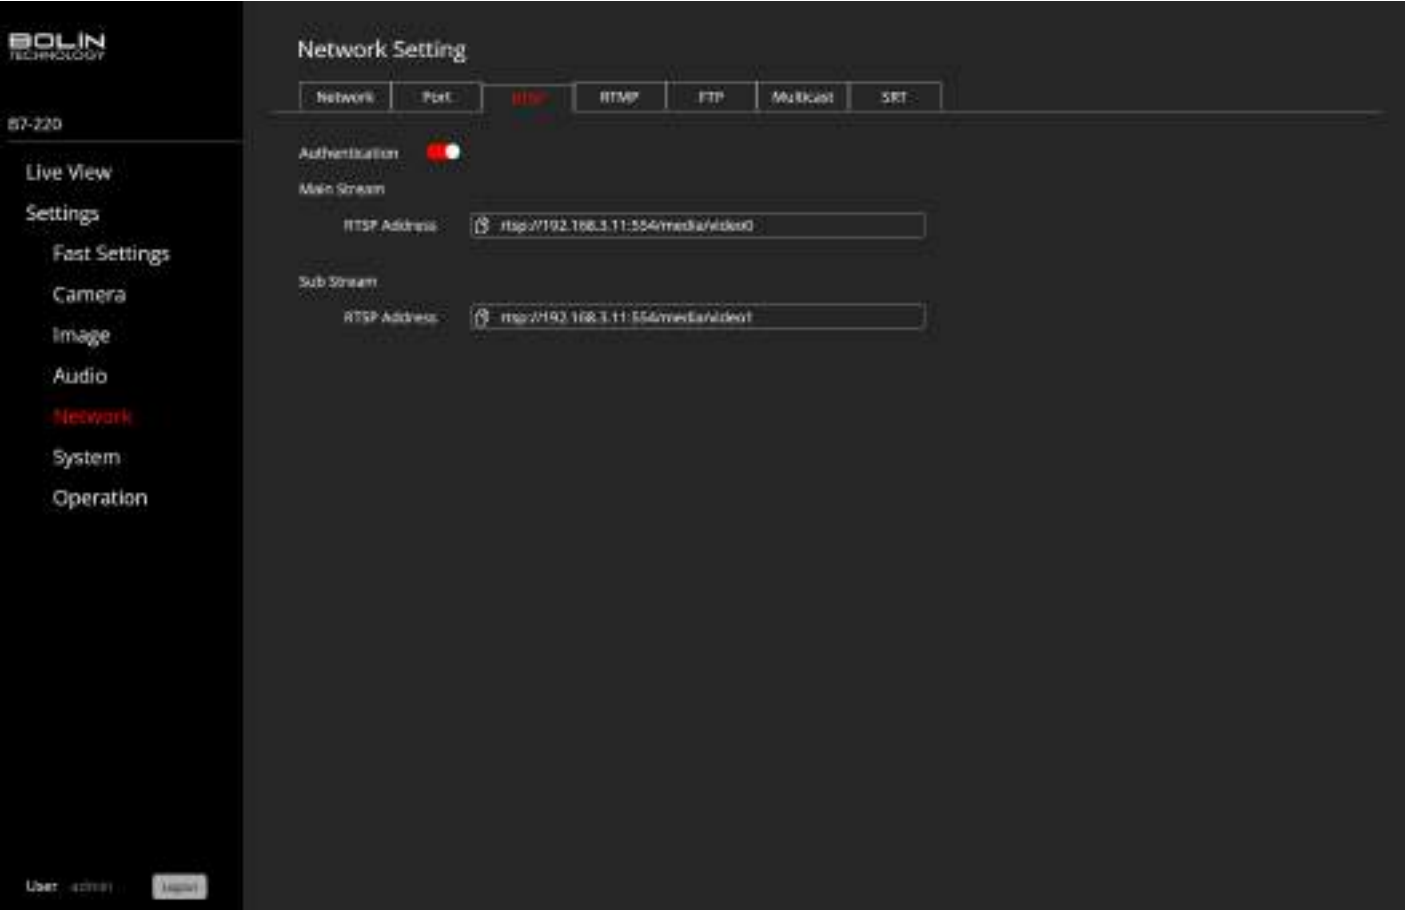 BOLIN
TECHNOLOGY
B7-220
Live View
Settings
Fast Settings
Camera
Image
Audio
Network
System
Operation
User admin Logout
Network Setting
Network Port RTSP RTMP FTP Multicast SRT
Authentication
Main Stream
RTSP Address rtsp://192.168.3.11:554/media/video0
Sub Stream
RTSP Address rtsp://192.168.3.11:554/media/video1